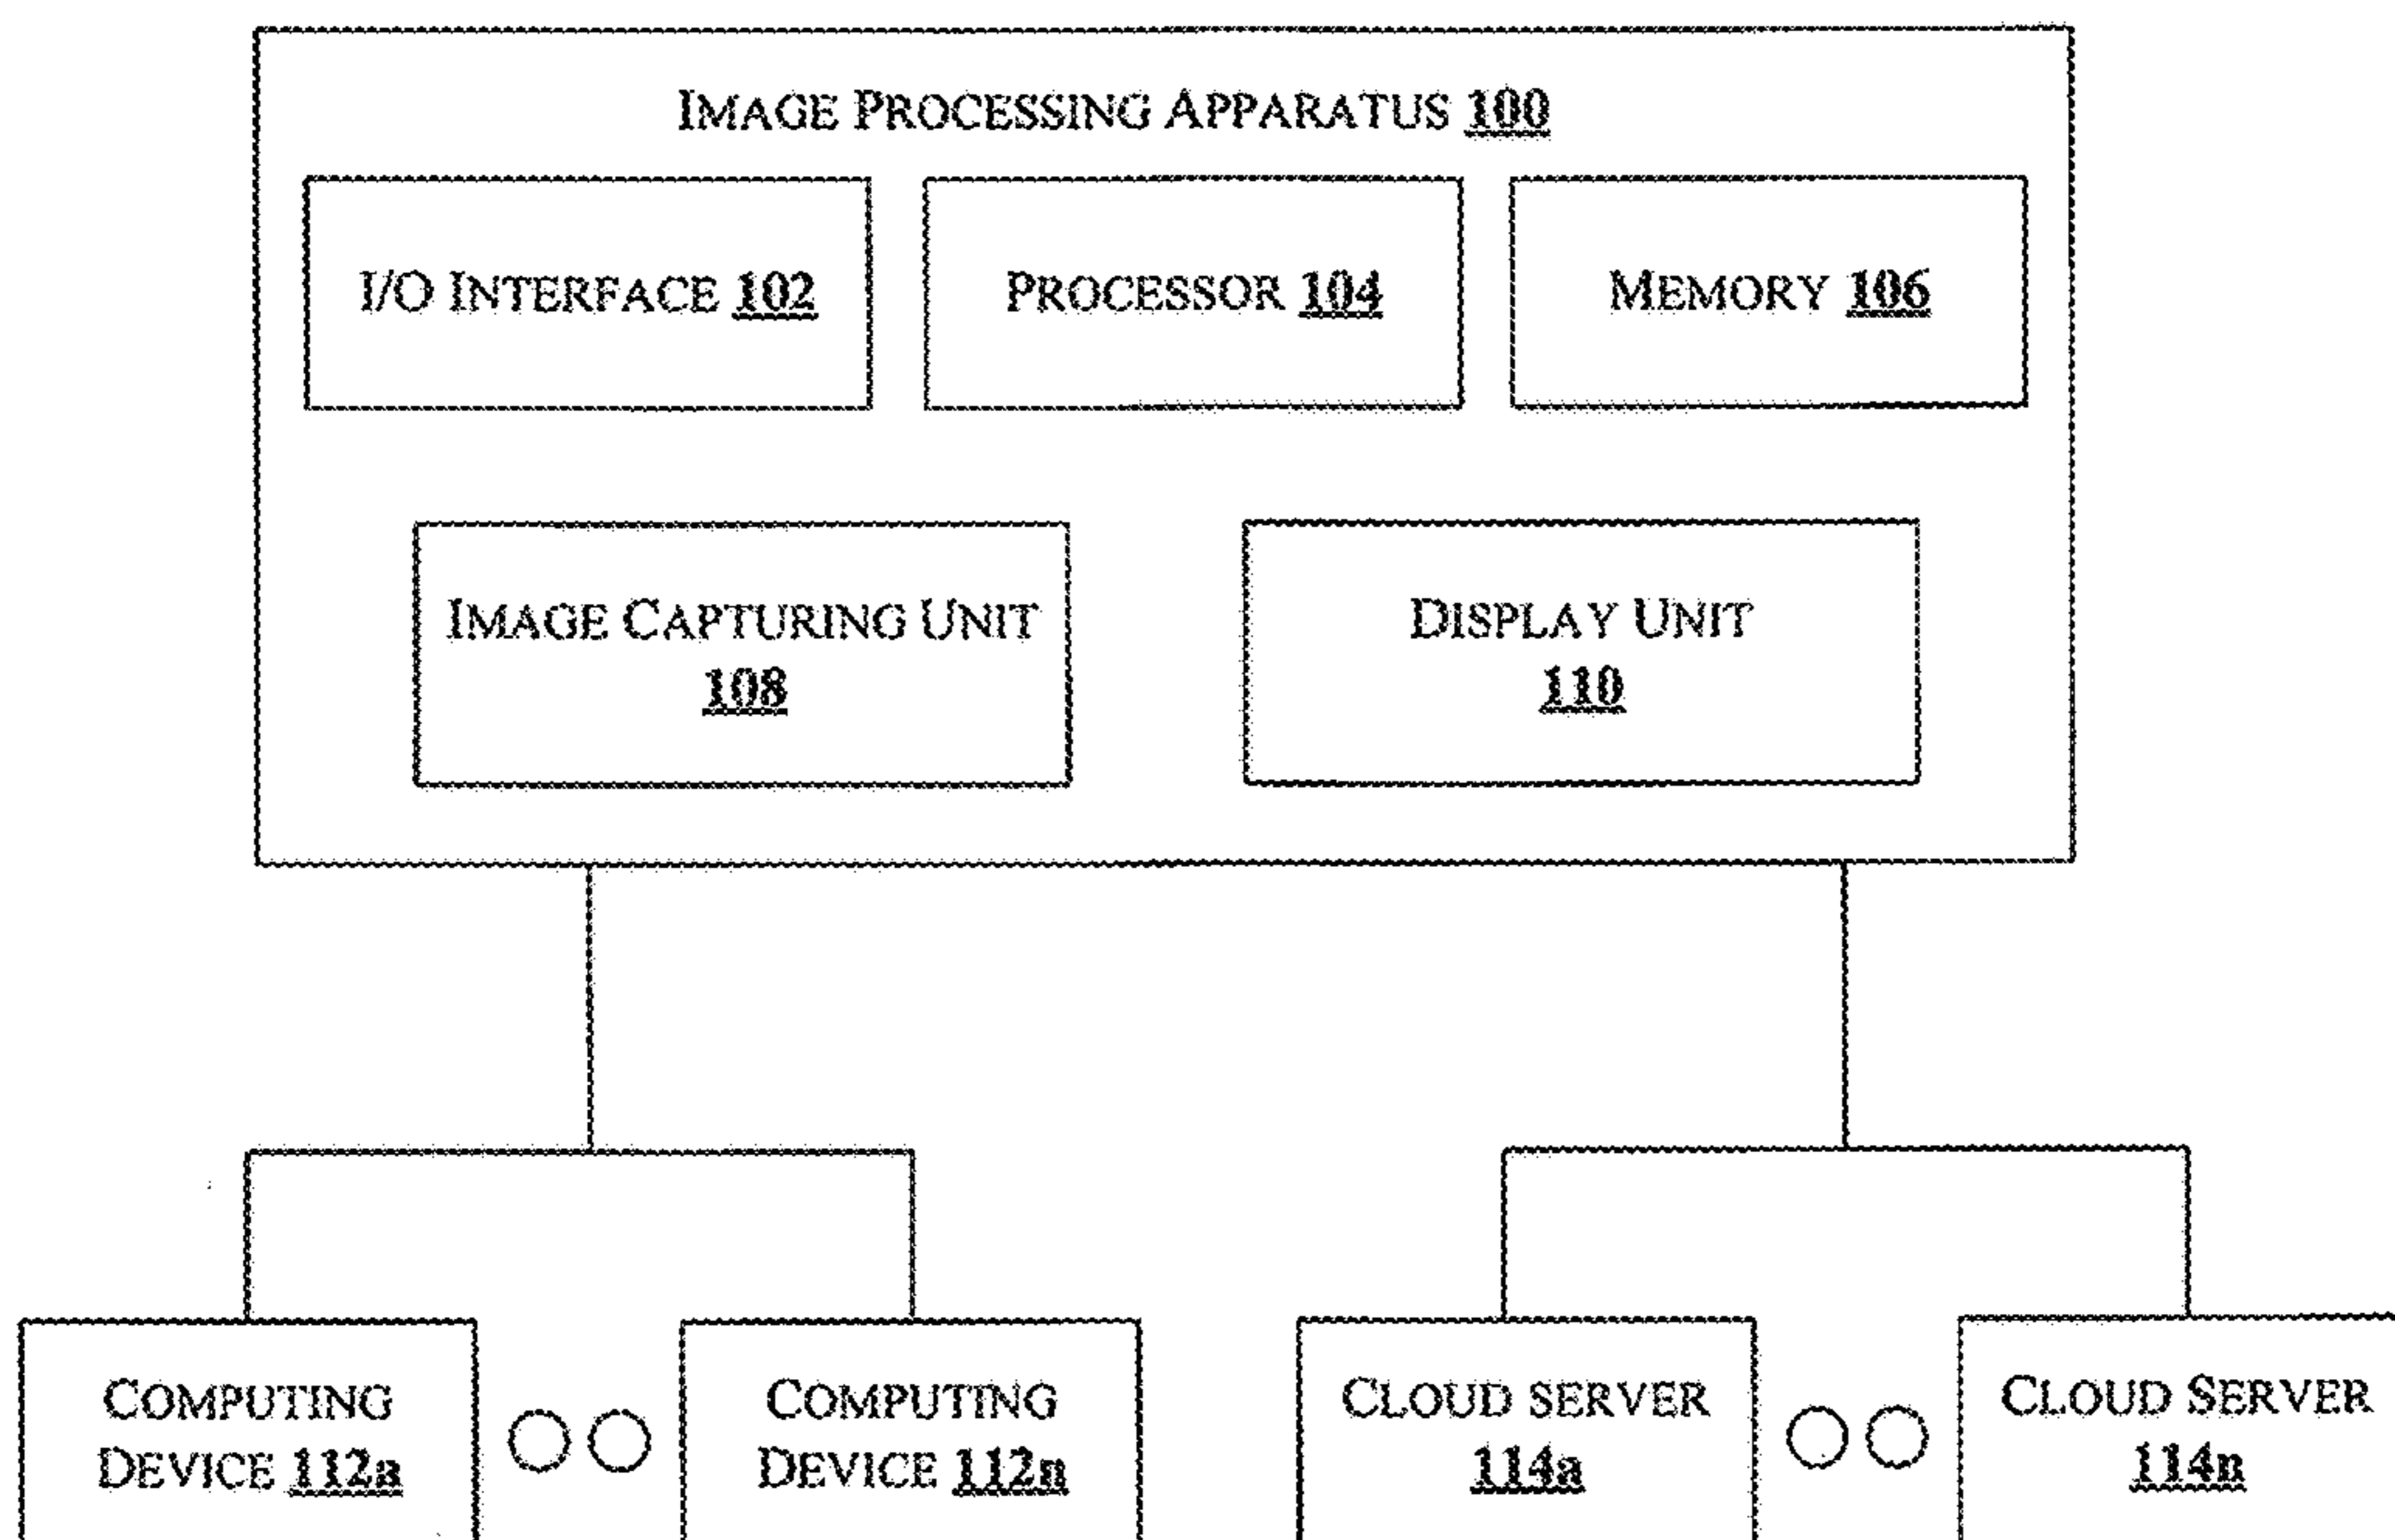 IMAGE PROCESSING APPARATUS 100
I/O INTERFACE 102
PROCESSOR 104
MEMORY 106
IMAGE CAPTURING UNIT
108
DISPLAY UNIT
110
COMPUTING
DEVICE 112a
COMPUTING
DEVICE 112n
CLOUD SERVER
114a
CLOUD SERVER
114n